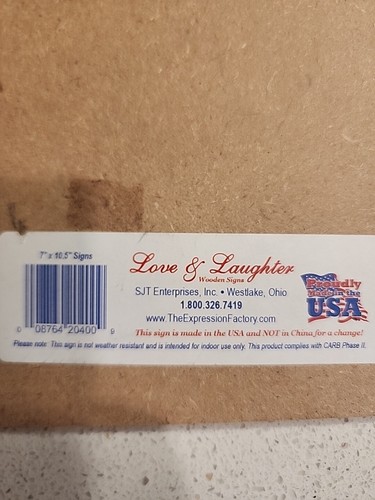 7" x 10.5" Signs
0 08764 20400 9
Love & Laughter
Wooden Signs
SJT Enterprises, Inc. • Westlake, Ohio
1.800.326.7419
www.TheExpressionFactory.com
Proudly
Made in the
USA
This sign is made in the USA and NOT in China for a change!
Please note: This sign is not weather resistant and is intended for indoor use only. This product complies with CARB Phase II.